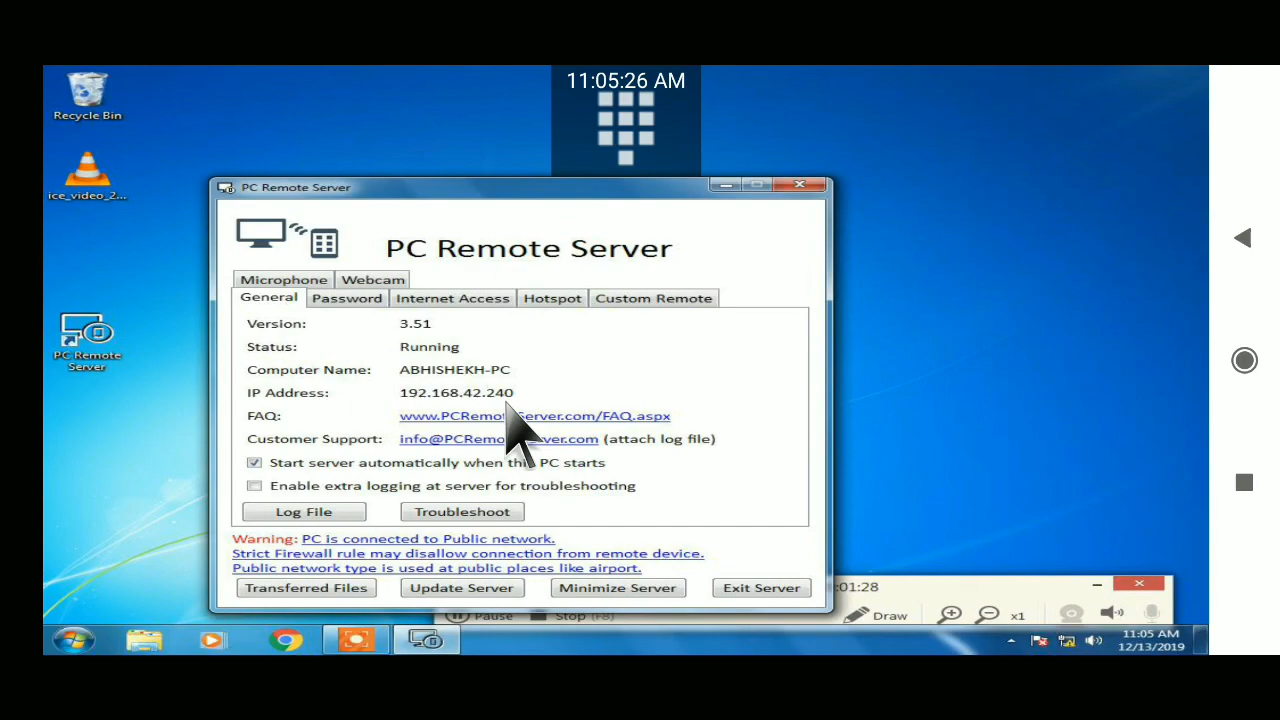 11:05:26 AM
Recycle Bin
ice_video_2...
PC Remote
Server
PC Remote Server
PC Remote Server
Microphone Webcam
General Password Internet Access Hotspot Custom Remote
Version: 3.51
Status: Running
Computer Name: ABHISHEKH-PC
IP Address: 192.168.42.240
FAQ: www.PCRemoteServer.com/FAQ.aspx
Customer Support: info@PCRemoteServer.com (attach log file)
Start server automatically when this PC starts
Enable extra logging at server for troubleshooting
Log File Troubleshoot
Warning: PC is connected to Public network.
Strict Firewall rule may disallow connection from remote device.
Public network type is used at public places like airport.
Transferred Files Update Server Minimize Server Exit Server
:01:28
Pause Stop (F8) Draw x1
11:05 AM
12/13/2019